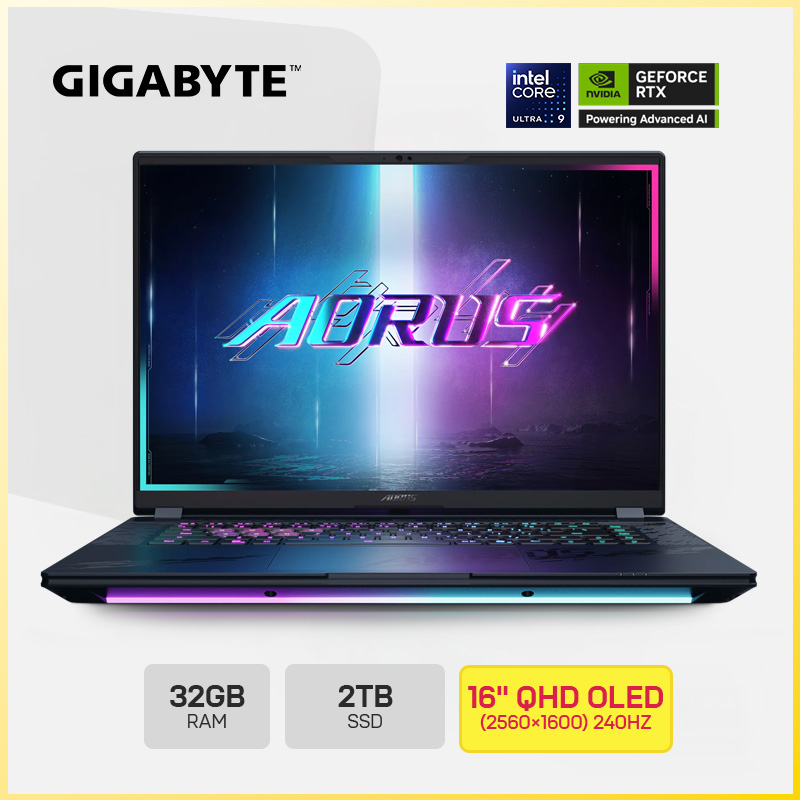 GIGABYTE™
intel
CORE
ULTRA 9
NVIDIA
GEFORCE
RTX
Powering Advanced AI
AORUS
AORUS
32GB
RAM
2TB
SSD
16" QHD OLED
(2560×1600) 240HZ